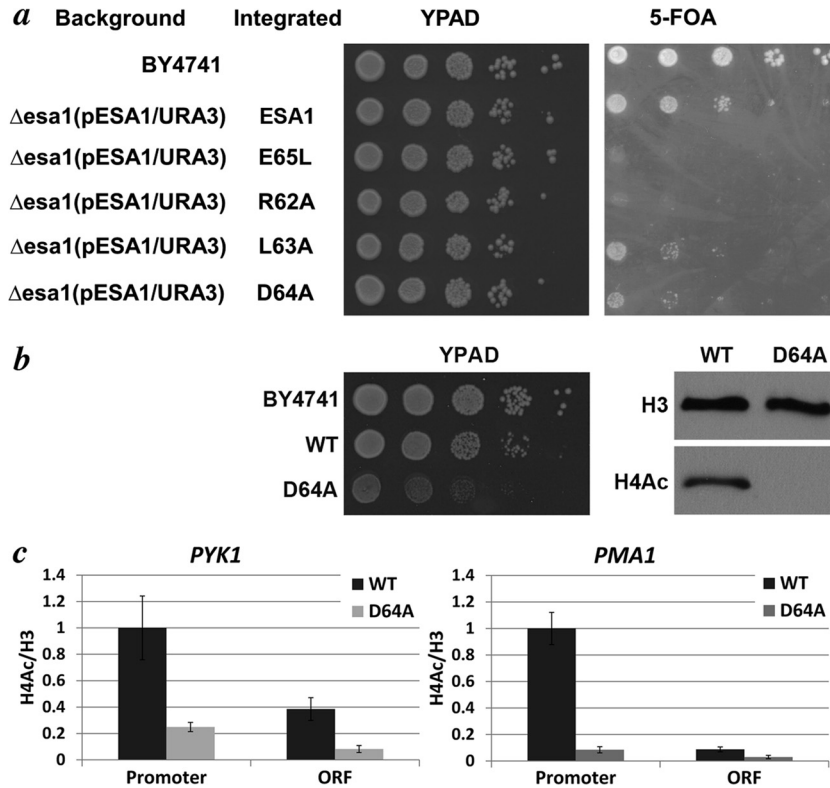 a Background Integrated YPAD 5-FOA
BY4741
Δesa1(pESA1/URA3) ESA1
Δesa1(pESA1/URA3) E65L
Δesa1(pESA1/URA3) R62A
Δesa1(pESA1/URA3) L63A
Δesa1(pESA1/URA3) D64A
b YPAD WT D64A
BY4741
H3
WT
H4Ac
D64A
c PYK1
H4Ac/H3
1.4
1.2
1
0.8
0.6
0.4
0.2
0
WT
D64A
Promoter ORF
PMA1
H4Ac/H3
1.4
1.2
1
0.8
0.6
0.4
0.2
0
WT
D64A
Promoter ORF